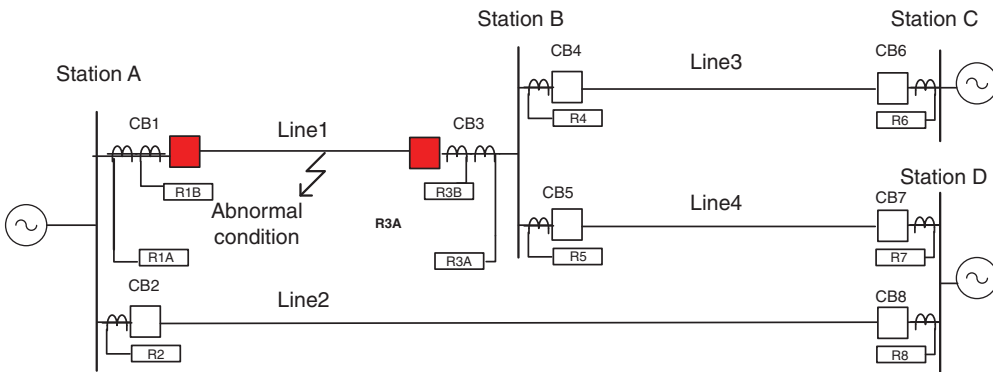 Station B
Station C
Station A
CB4
CB6
Line3
R4
R6
CB1
Line1
CB3
R1B
R3B
Station D
Abnormal
condition
R3A
CB5
CB7
Line4
R1A
R3A
R5
R7
CB2
Line2
CB8
R2
R8